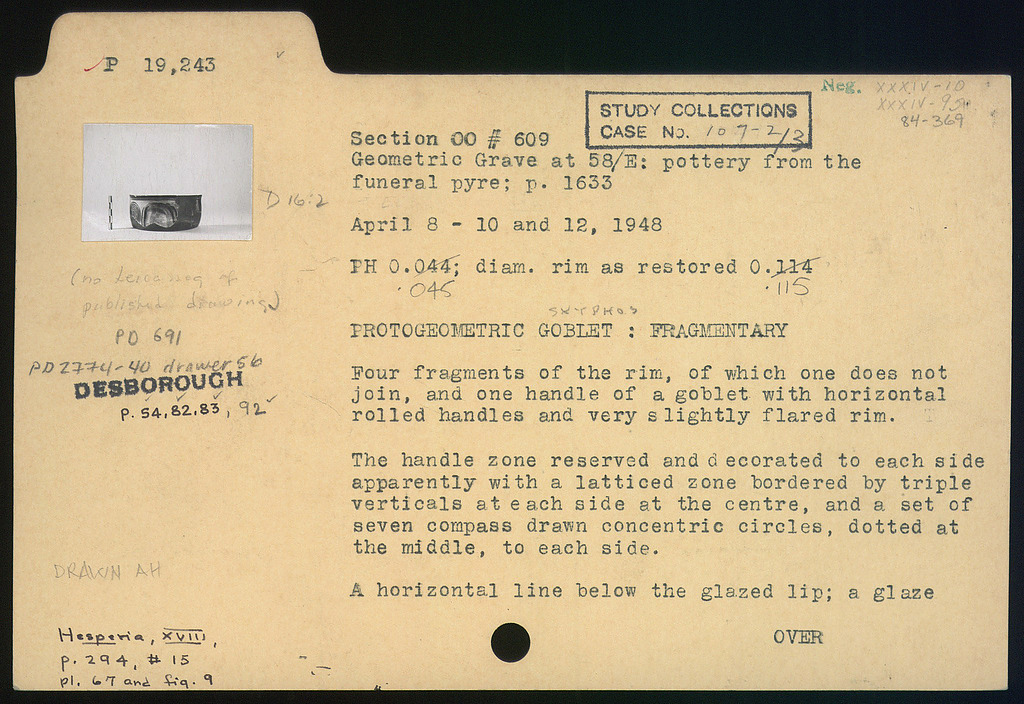 P 19,243
Neg. XXXIV-10
XXXIV-95
84-369
STUDY COLLECTIONS
CASE No. 107-2/3
Section OO # 609
Geometric Grave at 58/E: pottery from the
funeral pyre; p. 1633
D 16:2
April 8 - 10 and 12, 1948
PH 0.044; diam. rim as restored 0.114
.045 .115
(no Leica neg of
published drawing)
SKYPHOS
PROTOGEOMETRIC GOBLET : FRAGMENTARY
PD 691
PD 2774-40 drawer 56
DESBOROUGH
p. 54, 82, 83, 92
Four fragments of the rim, of which one does not
join, and one handle of a goblet with horizontal
rolled handles and very slightly flared rim.
The handle zone reserved and decorated to each side
apparently with a latticed zone bordered by triple
verticals at each side at the centre, and a set of
seven compass drawn concentric circles, dotted at
the middle, to each side.
DRAWN AH
A horizontal line below the glazed lip; a glaze
OVER
Hesperia, XVIII,
p. 294, # 15
pl. 67 and fig. 9